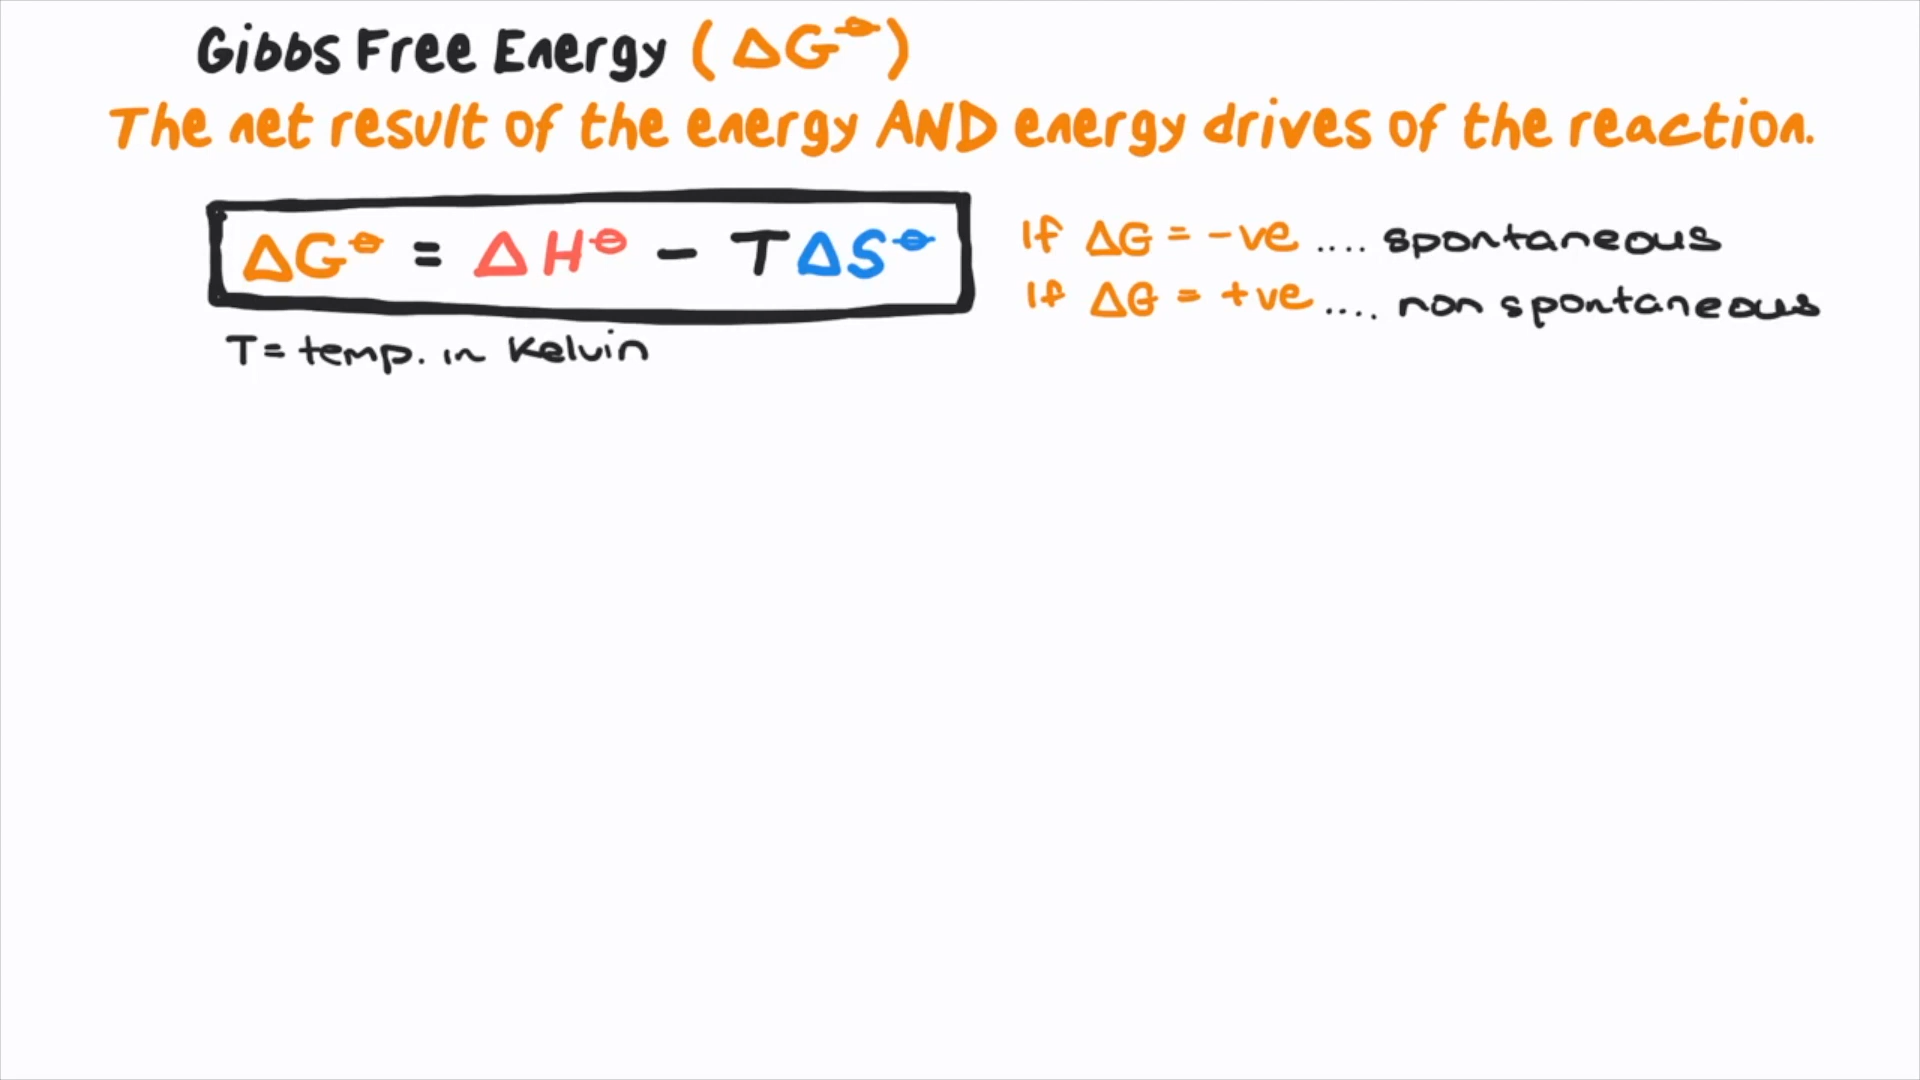 Gibbs Free Energy (ΔG⦵)
The net result of the energy AND energy drives of the reaction.
ΔG⦵ = ΔH⦵ - TΔS⦵
If ΔG = -ve .... spontaneous
If ΔG = +ve .... non spontaneous
T = temp. in Kelvin